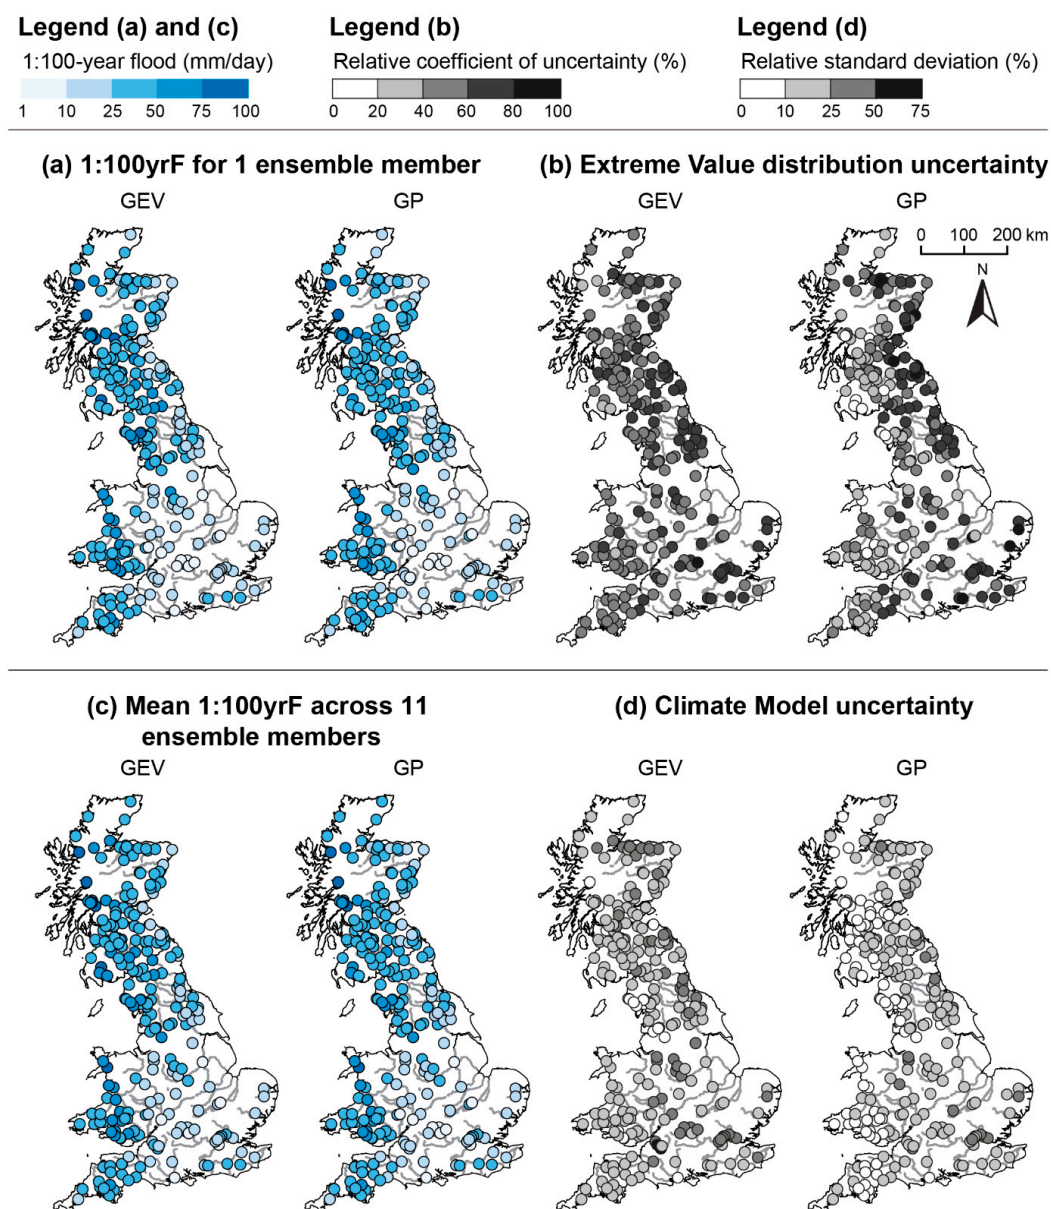 Legend (a) and (c)
1:100-year flood (mm/day)
1 10 25 50 75 100
Legend (b)
Relative coefficient of uncertainty (%)
0 20 40 60 80 100
Legend (d)
Relative standard deviation (%)
0 10 25 50 75
(a) 1:100yrF for 1 ensemble member
GEV GP
(b) Extreme Value distribution uncertainty
GEV GP
0 100 200 km
N
(c) Mean 1:100yrF across 11
ensemble members
GEV GP
(d) Climate Model uncertainty
GEV GP